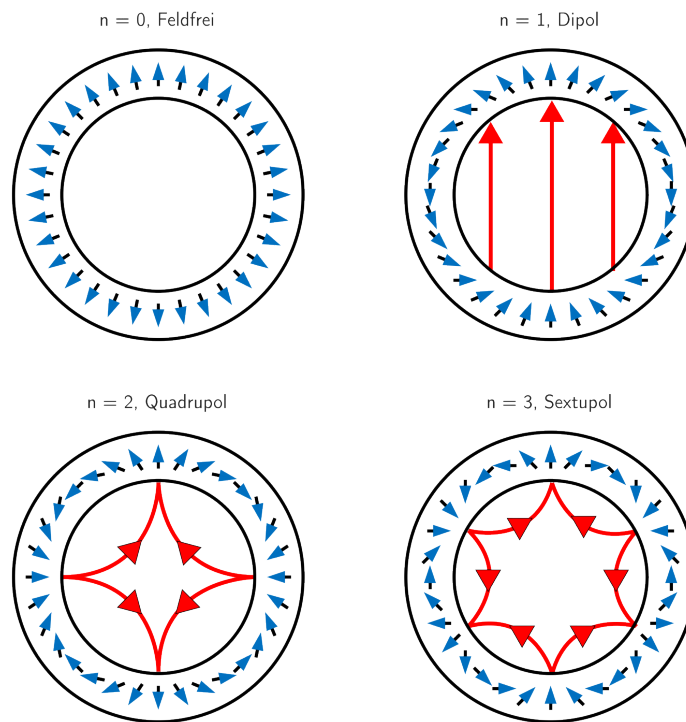 n = 0, Feldfrei
n = 1, Dipol
n = 2, Quadrupol
n = 3, Sextupol